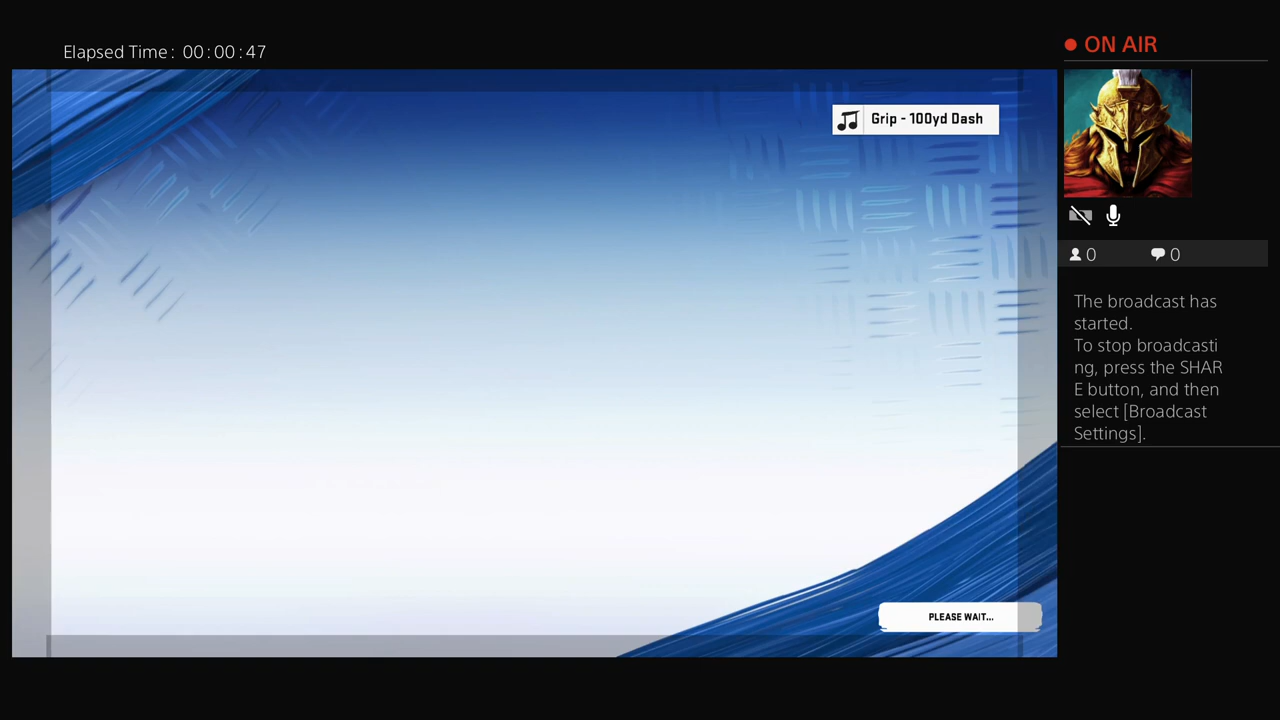 Elapsed Time: 00:00:47
ON AIR
Grip - 100yd Dash
0 0
The broadcast has
started.
To stop broadcasti
ng, press the SHAR
E button, and then
select [Broadcast
Settings].
PLEASE WAIT...